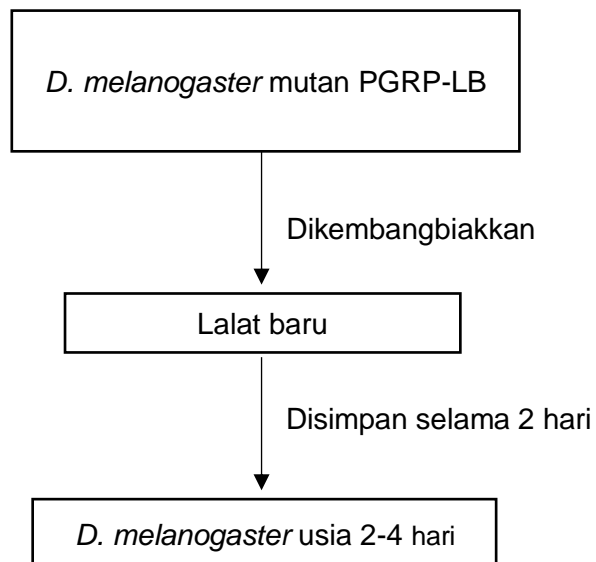 D. melanogaster mutan PGRP-LB
Dikembangbiakkan
Lalat baru
Disimpan selama 2 hari
D. melanogaster usia 2-4 hari